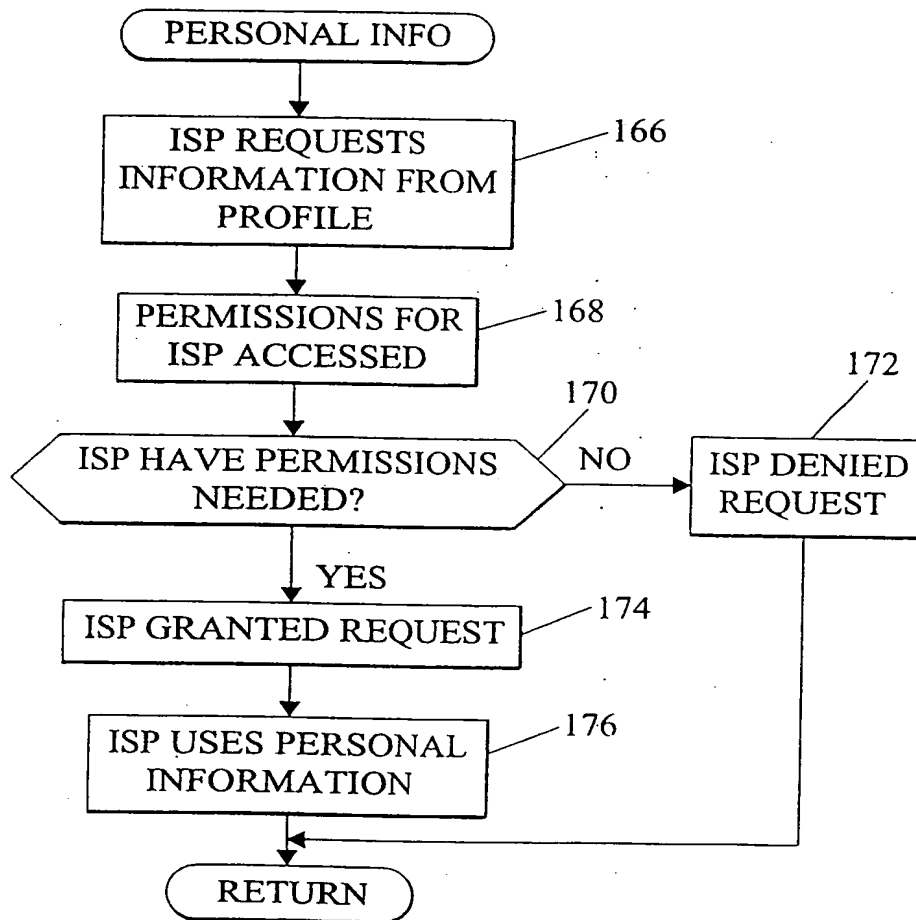 PERSONAL INFO
ISP REQUESTS
INFORMATION FROM
PROFILE
166
PERMISSIONS FOR
ISP ACCESSED
168
ISP HAVE PERMISSIONS
NEEDED?
170
NO
ISP DENIED
REQUEST
172
YES
ISP GRANTED REQUEST
174
ISP USES PERSONAL
INFORMATION
176
RETURN